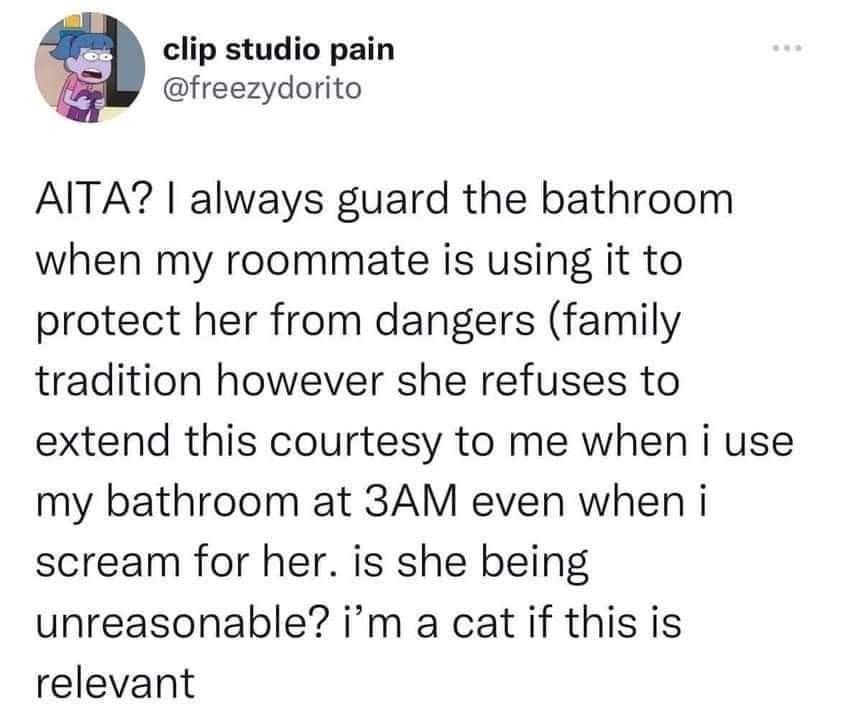 clip studio pain
@freezydorito
AITA? I always guard the bathroom
when my roommate is using it to
protect her from dangers (family
tradition however she refuses to
extend this courtesy to me when i use
my bathroom at 3AM even when i
scream for her. is she being
unreasonable? i’m a cat if this is
relevant